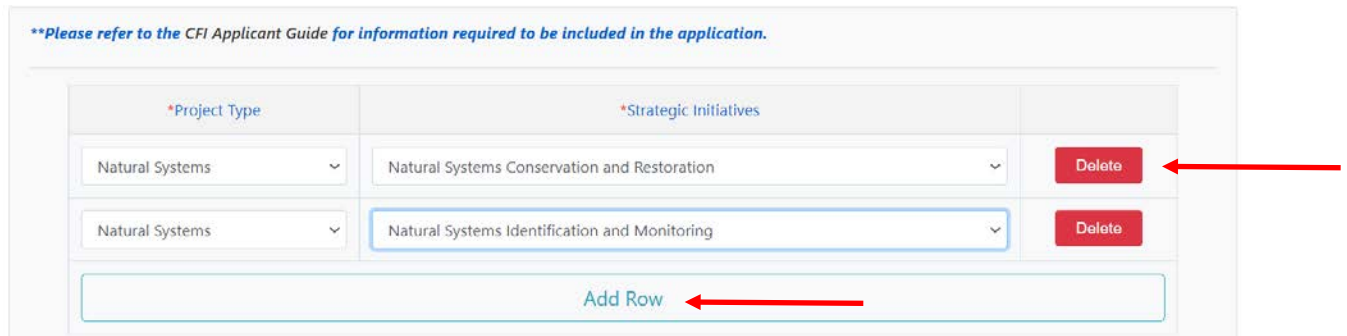 **Please refer to the CFI Applicant Guide for information required to be included in the application.
*Project Type *Strategic Initiatives
Natural Systems Natural Systems Conservation and Restoration Delete
Natural Systems Natural Systems Identification and Monitoring Delete
Add Row